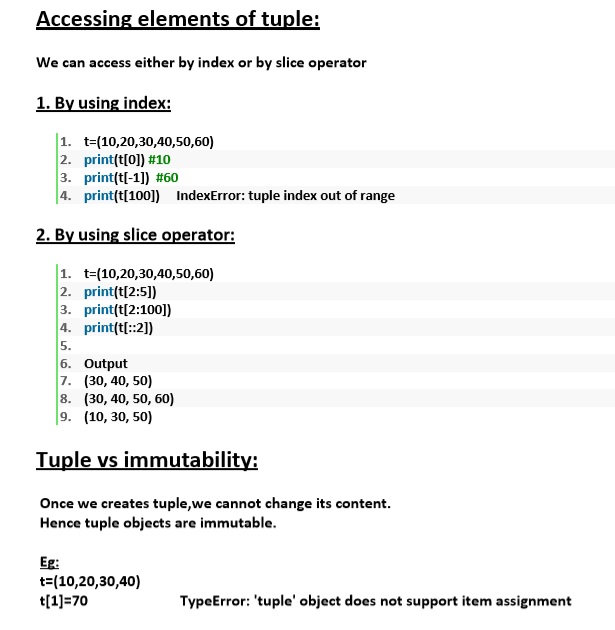 Accessing elements of tuple:
We can access either by index or by slice operator
1. By using index:
1. t=(10,20,30,40,50,60)
2. print(t[0]) #10
3. print(t[-1]) #60
4. print(t[100]) IndexError: tuple index out of range
2. By using slice operator:
1. t=(10,20,30,40,50,60)
2. print(t[2:5])
3. print(t[2:100])
4. print(t[::2])
5.
6. Output
7. (30, 40, 50)
8. (30, 40, 50, 60)
9. (10, 30, 50)
Tuple vs immutability:
Once we creates tuple,we cannot change its content.
Hence tuple objects are immutable.
Eg:
t=(10,20,30,40)
t[1]=70 TypeError: 'tuple' object does not support item assignment